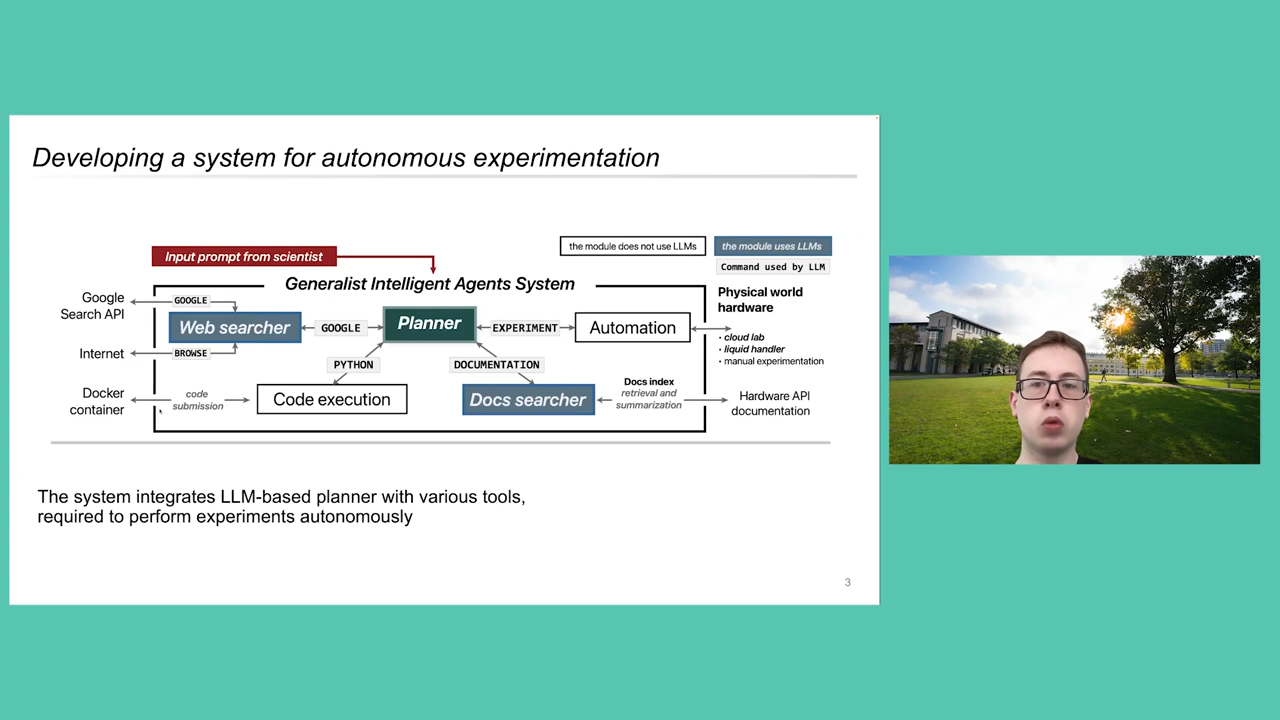 Developing a system for autonomous experimentation
the module does not use LLMs
the module uses LLMs
Command used by LLM
Input prompt from scientist
Generalist Intelligent Agents System
Physical world
hardware
Google
Search API
GOOGLE
Web searcher
GOOGLE
Planner
EXPERIMENT
Automation
• cloud lab
• liquid handler
• manual experimentation
Internet
BROWSE
PYTHON
DOCUMENTATION
Docker
container
code
submission
Code execution
Docs searcher
Docs index
retrieval and
summarization
Hardware API
documentation
The system integrates LLM-based planner with various tools,
required to perform experiments autonomously
3